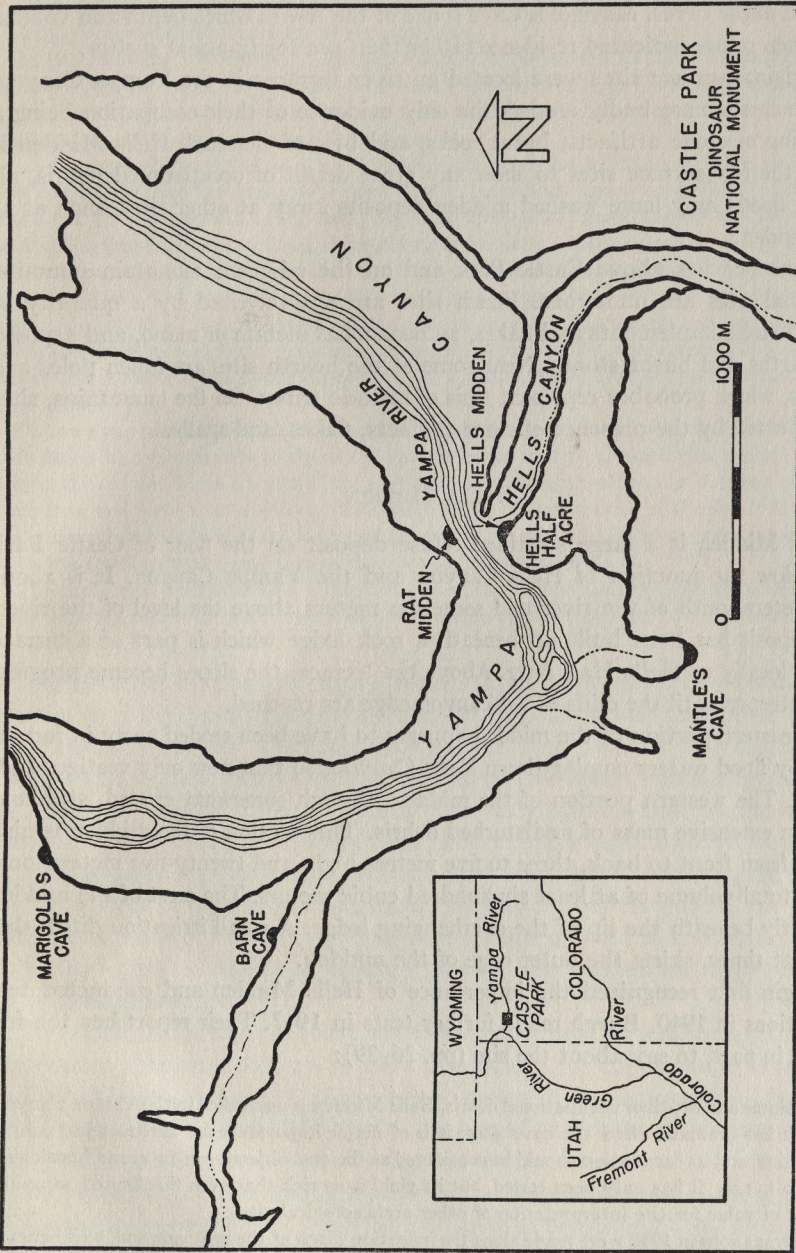 MARIGOLD'S
CAVE
BARN
CAVE
YAMPA
RAT
MIDDEN
YAMPA
RIVER
CANYON
HELLS MIDDEN
HELLS CANYON
HELLS
HALF
ACRE
MANTLE'S
CAVE
N
CASTLE PARK
DINOSAUR
NATIONAL MONUMENT
0
1000 M.
WYOMING
Yampa River
CASTLE
PARK
UTAH
COLORADO
Green
River
River
Colorado
Fremont River